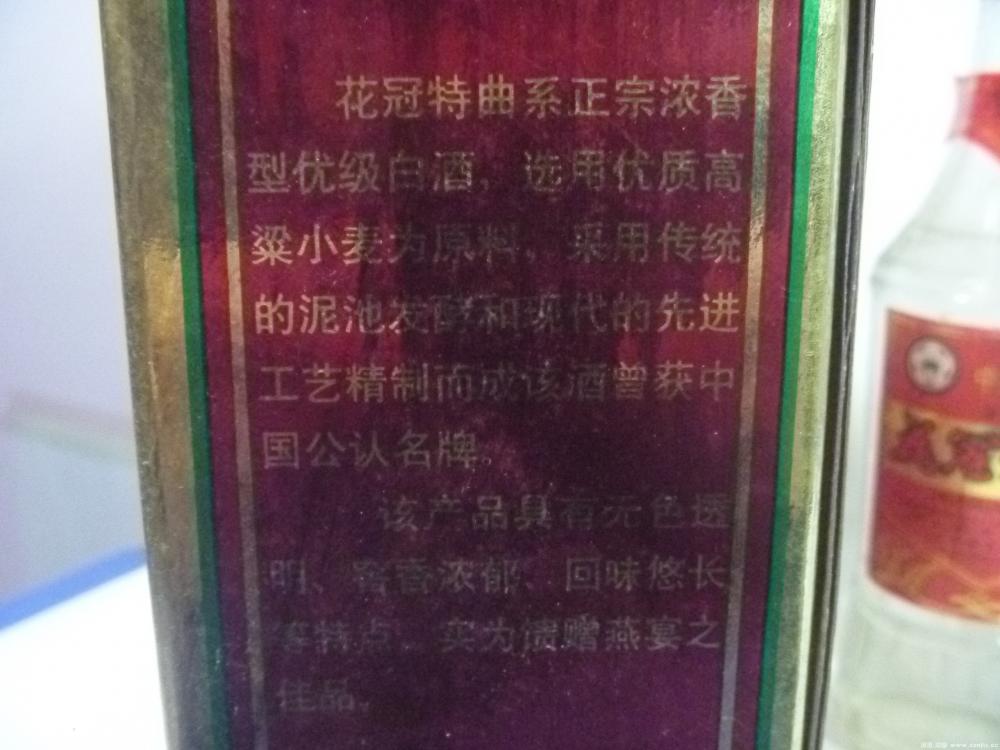 花冠特曲系正宗浓香
型优级白酒，选用优质高
粱小麦为原料，采用传统
的泥池发酵和现代的先进
工艺精制而成该酒曾获中
国公认名牌。
该产品具有无色透
明、窖香浓郁、回味悠长
等特点，实为馈赠燕宴之
佳品。